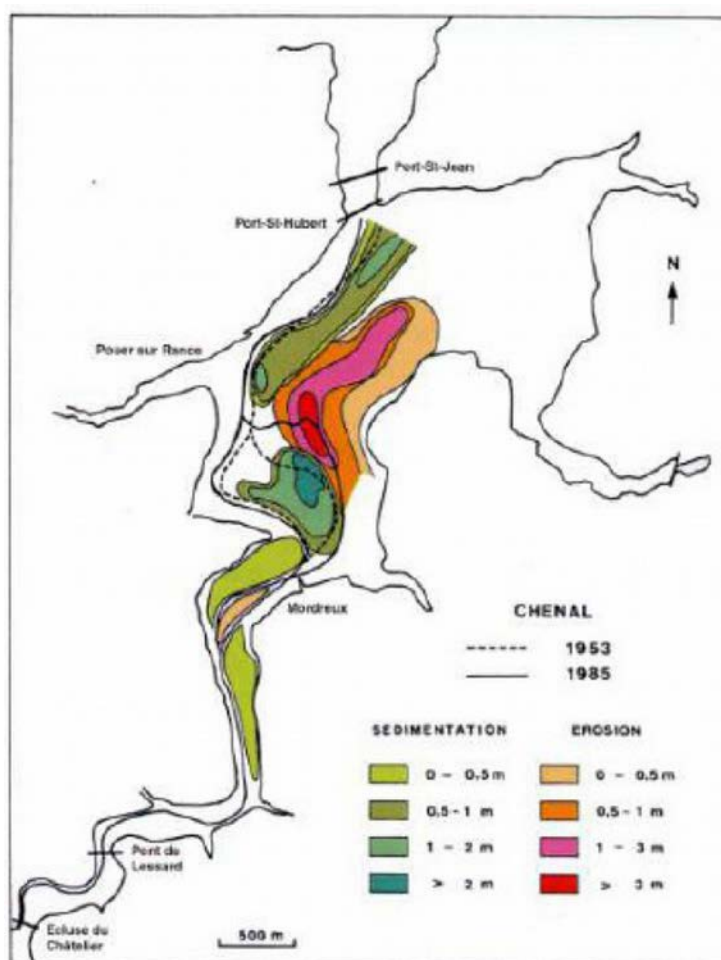 Port-St-Jean
Port-St-Hubert
N
Poser sur Rance
Mordreux
CHENAL
1953
1985
SEDIMENTATION
EROSION
0 – 0,5 m
0 – 0,5 m
0,5 - 1 m
0,5 - 1 m
1 – 2 m
1 – 3 m
> 2 m
> 3 m
Pont de
Lessard
Ecluse du
Châtelier
500 m